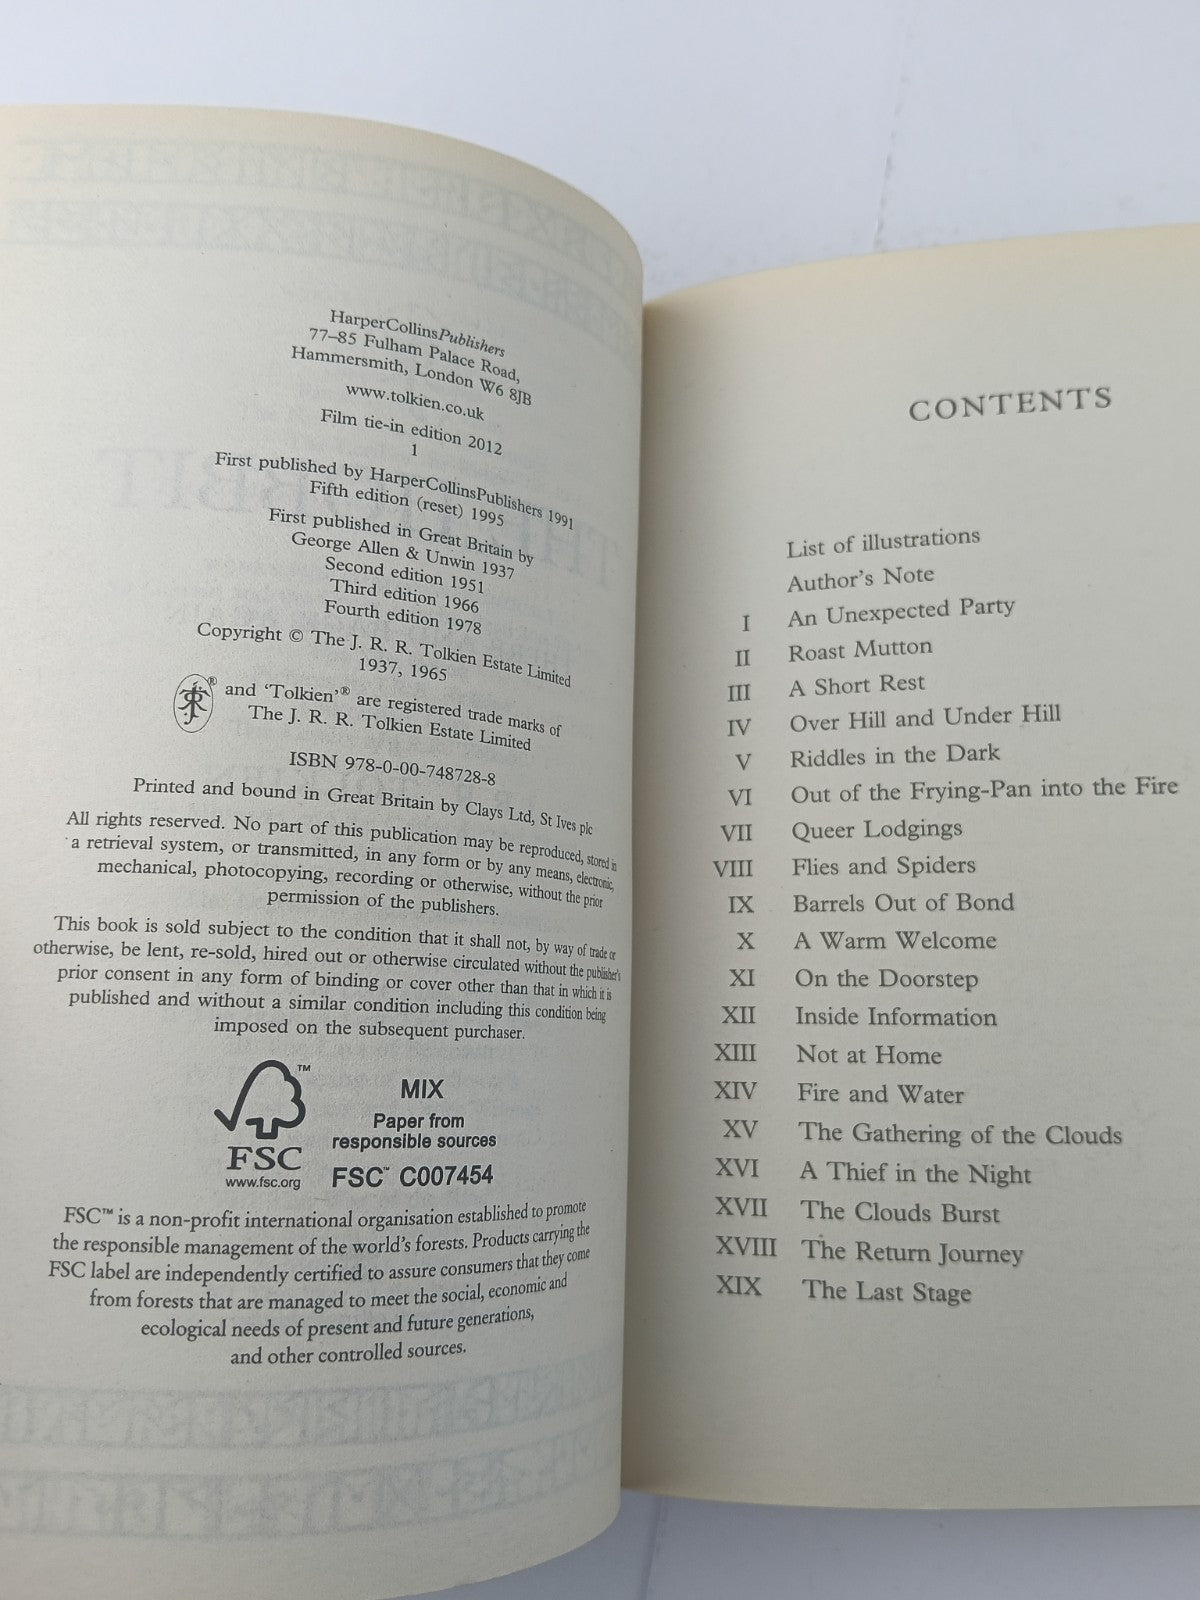 HarperCollinsPublishers
77–85 Fulham Palace Road,
Hammersmith, London W6 8JB
www.tolkien.co.uk
Film tie-in edition 2012
1
First published by HarperCollinsPublishers 1991
Fifth edition (reset) 1995
First published in Great Britain by
George Allen & Unwin 1937
Second edition 1951
Third edition 1966
Fourth edition 1978
Copyright © The J. R. R. Tolkien Estate Limited
1937, 1965
® and ‘Tolkien’® are registered trade marks of
The J. R. R. Tolkien Estate Limited
ISBN 978-0-00-748728-8
Printed and bound in Great Britain by Clays Ltd, St Ives plc
All rights reserved. No part of this publication may be reproduced, stored in
a retrieval system, or transmitted, in any form or by any means, electronic,
mechanical, photocopying, recording or otherwise, without the prior
permission of the publishers.
This book is sold subject to the condition that it shall not, by way of trade or
otherwise, be lent, re-sold, hired out or otherwise circulated without the publisher's
prior consent in any form of binding or cover other than that in which it is
published and without a similar condition including this condition being
imposed on the subsequent purchaser.
™
FSC
www.fsc.org
MIX
Paper from
responsible sources
FSC™ C007454
FSC™ is a non-profit international organisation established to promote
the responsible management of the world's forests. Products carrying the
FSC label are independently certified to assure consumers that they come
from forests that are managed to meet the social, economic and
ecological needs of present and future generations,
and other controlled sources.
CONTENTS
List of illustrations
Author's Note
I An Unexpected Party
II Roast Mutton
III A Short Rest
IV Over Hill and Under Hill
V Riddles in the Dark
VI Out of the Frying-Pan into the Fire
VII Queer Lodgings
VIII Flies and Spiders
IX Barrels Out of Bond
X A Warm Welcome
XI On the Doorstep
XII Inside Information
XIII Not at Home
XIV Fire and Water
XV The Gathering of the Clouds
XVI A Thief in the Night
XVII The Clouds Burst
XVIII The Return Journey
XIX The Last Stage